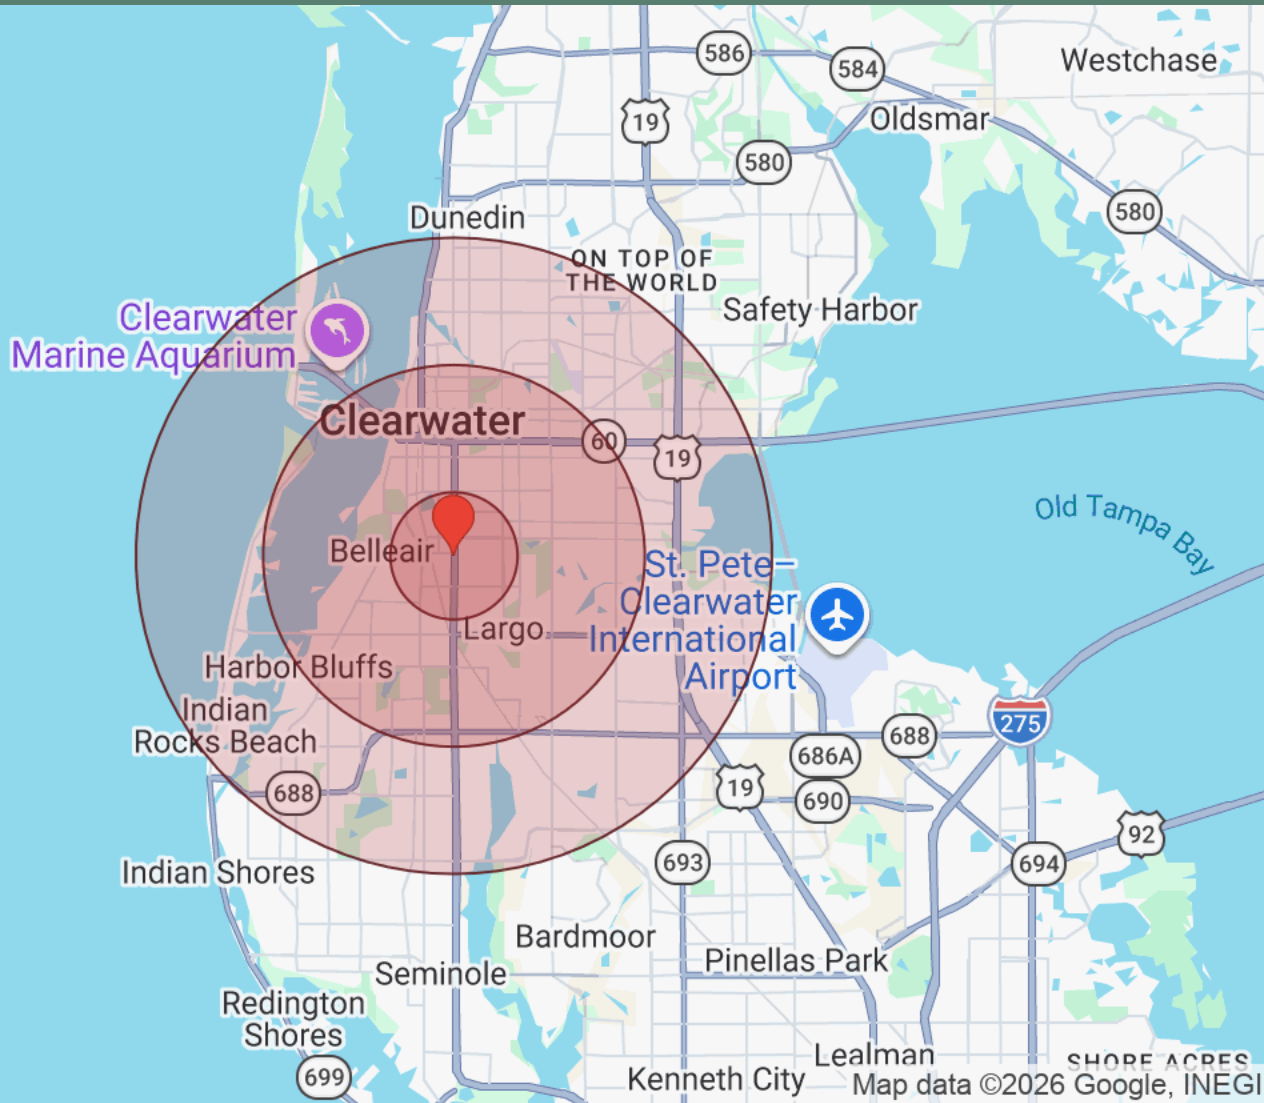 586
584
Westchase
19
Oldsmar
580
580
Dunedin
ON TOP OF
THE WORLD
Safety Harbor
Clearwater
Marine Aquarium
Clearwater
60
19
Old Tampa Bay
Belleair
St. Pete–
Clearwater
International
Airport
Largo
Harbor Bluffs
Indian
Rocks Beach
275
688
686A
688
19
690
92
693
694
Indian Shores
Bardmoor
Pinellas Park
Seminole
Redington
Shores
Lealman
SHORE ACRES
699
Kenneth City
Map data ©2026 Google, INEGI